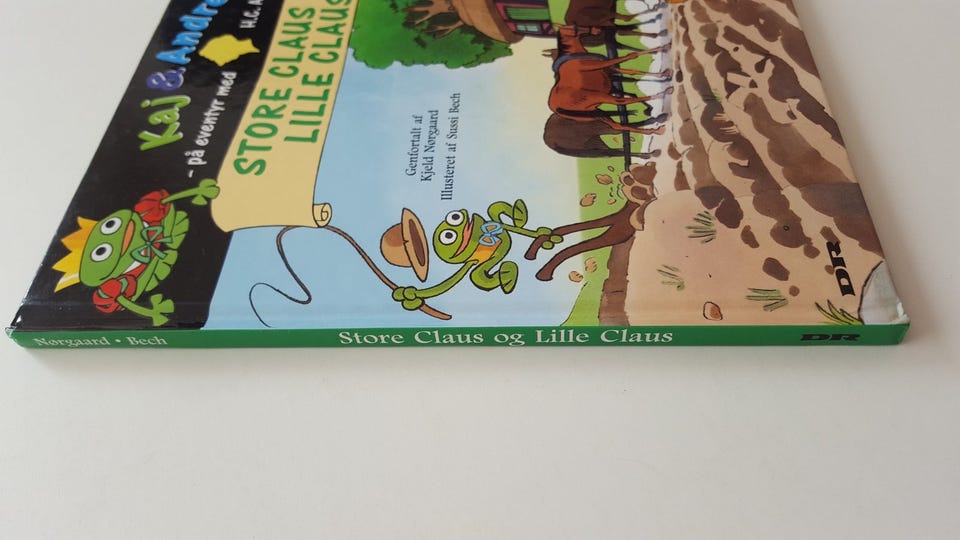 Kaj & Andre
- på eventyr med
H.C. A
STORE CLAUS
LILLE CLAUS
Genfortalt af
Kjeld Nørgaard
Illustreret af Sussi Bech
DR
Nørgaard · Bech
Store Claus og Lille Claus
DR